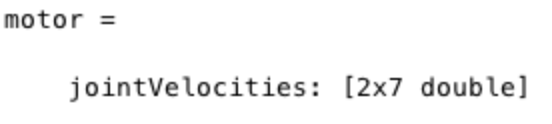 motor =
jointVelocities: [2x7 double]